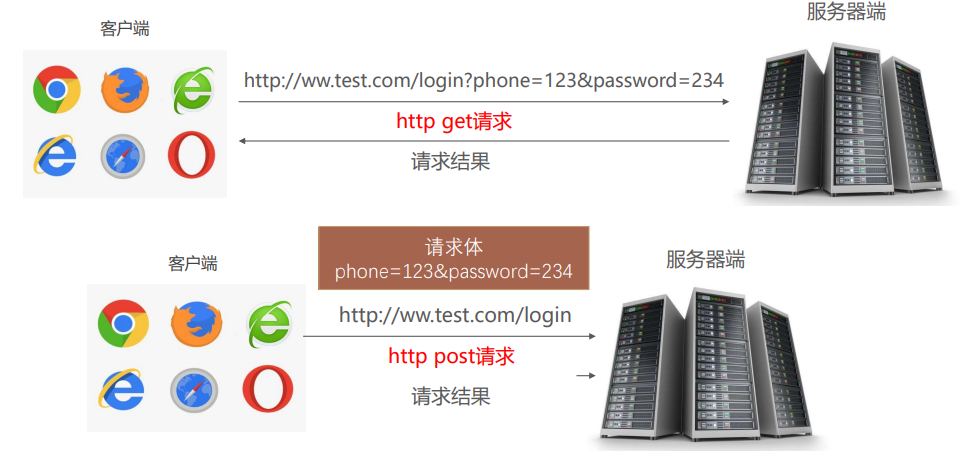 客户端
服务器端
http://ww.test.com/login?phone=123&password=234
http get请求
请求结果
请求体
phone=123&password=234
客户端
服务器端
http://ww.test.com/login
http post请求
请求结果